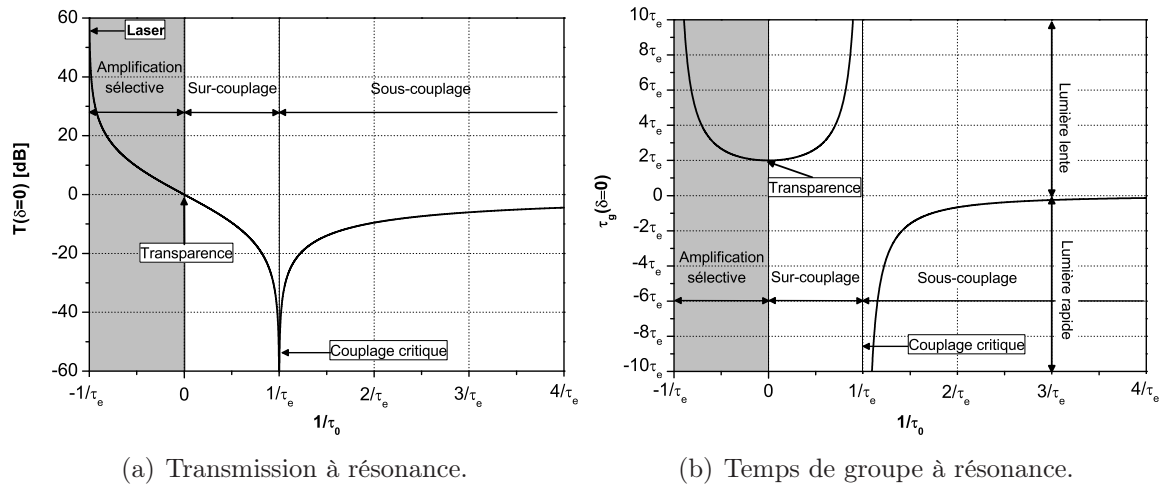 60
40
20
0
-20
-40
-60
T(δ=0) [dB]
Laser
Amplification
sélective
Sur-couplage
Sous-couplage
Transparence
Couplage critique
-1/τe
0
1/τe
2/τe
3/τe
4/τe
1/τ0
(a) Transmission à résonance.
10τe
8τe
6τe
4τe
2τe
0
-2τe
-4τe
-6τe
-8τe
-10τe
τg(δ=0)
Transparence
Amplification
sélective
Sur-couplage
Sous-couplage
Couplage critique
Lumière lente
Lumière rapide
-1/τe
0
1/τe
2/τe
3/τe
4/τe
1/τ0
(b) Temps de groupe à résonance.